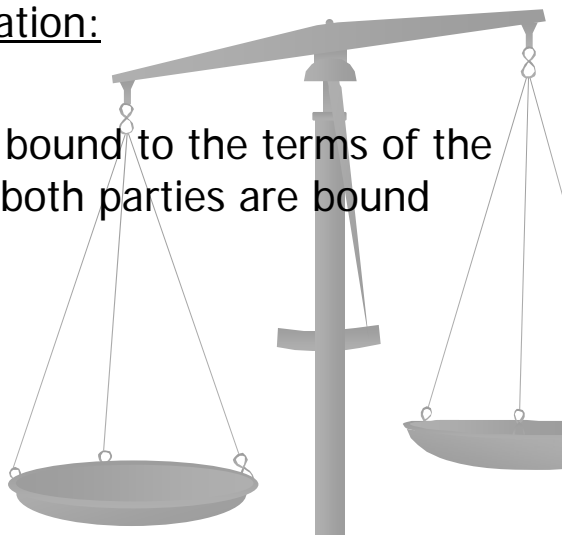 ation:
bound to the terms of the
both parties are bound